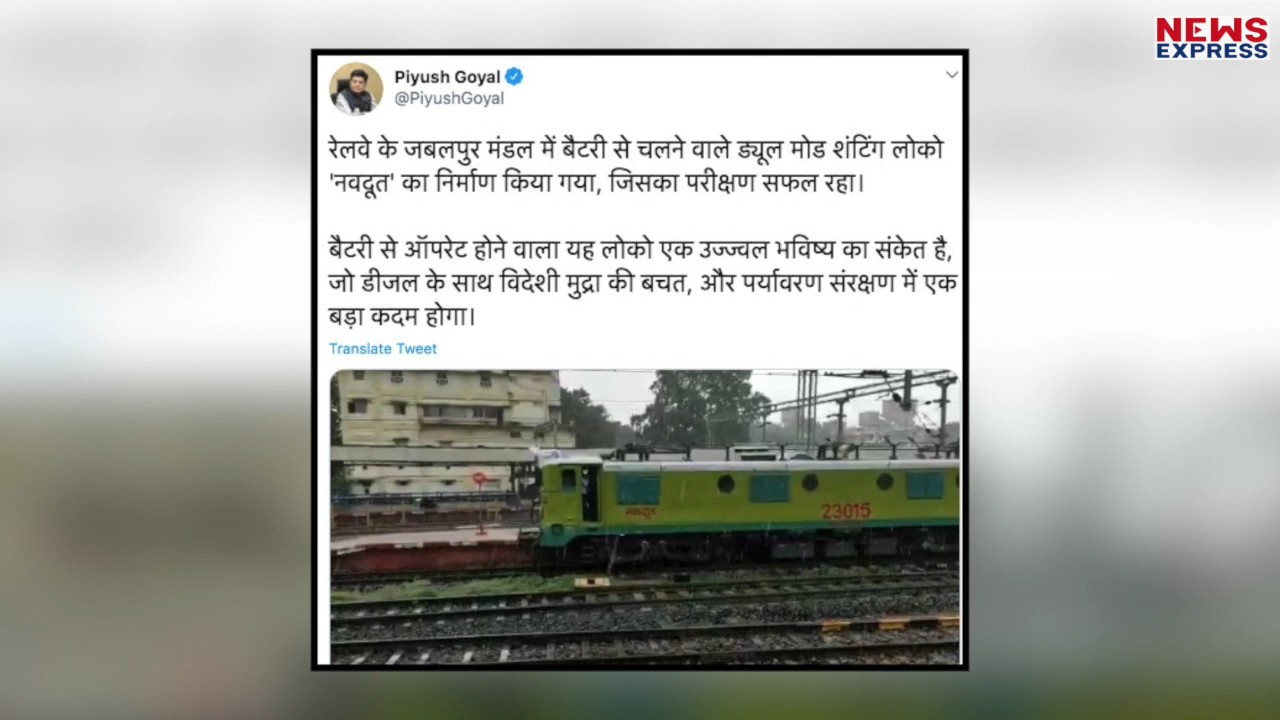 NEWS
EXPRESS
Piyush Goyal
@PiyushGoyal
रेलवे के जबलपुर मंडल में बैटरी से चलने वाले ड्यूल मोड शंटिंग लोको
'नवदूत' का निर्माण किया गया, जिसका परीक्षण सफल रहा।
बैटरी से ऑपरेट होने वाला यह लोको एक उज्ज्वल भविष्य का संकेत है,
जो डीजल के साथ विदेशी मुद्रा की बचत, और पर्यावरण संरक्षण में एक
बड़ा कदम होगा।
Translate Tweet
नवदूत
23015